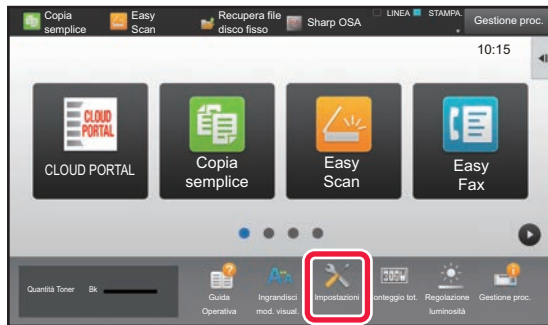 Copia semplice
Easy Scan
Recupera file disco fisso
Sharp OSA
LINEA
STAMPA.
Gestione proc.
10:15
CLOUD PORTAL
CLOUD PORTAL
Copia semplice
Easy Scan
Easy Fax
Quantità Toner
Bk
Guida Operativa
Ingrandisci mod. visual.
Impostazioni
onteggio tot.
Regolazione luminosità
Gestione proc.